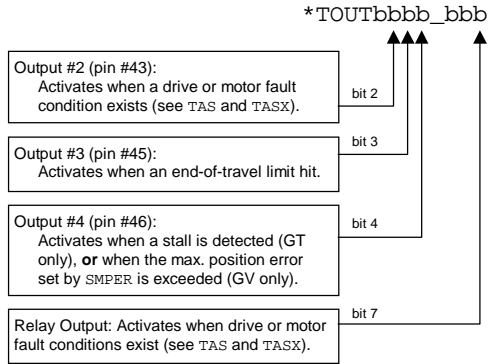 *TOUTbbbb_bbb
Output #2 (pin #43):
Activates when a drive or motor fault
condition exists (see TAS and TASX).
bit 2
Output #3 (pin #45):
Activates when an end-of-travel limit hit.
bit 3
Output #4 (pin #46):
Activates when a stall is detected (GT
only), or when the max. position error
set by SMPER is exceeded (GV only).
bit 4
Relay Output: Activates when drive or motor
fault conditions exist (see TAS and TASX).
bit 7